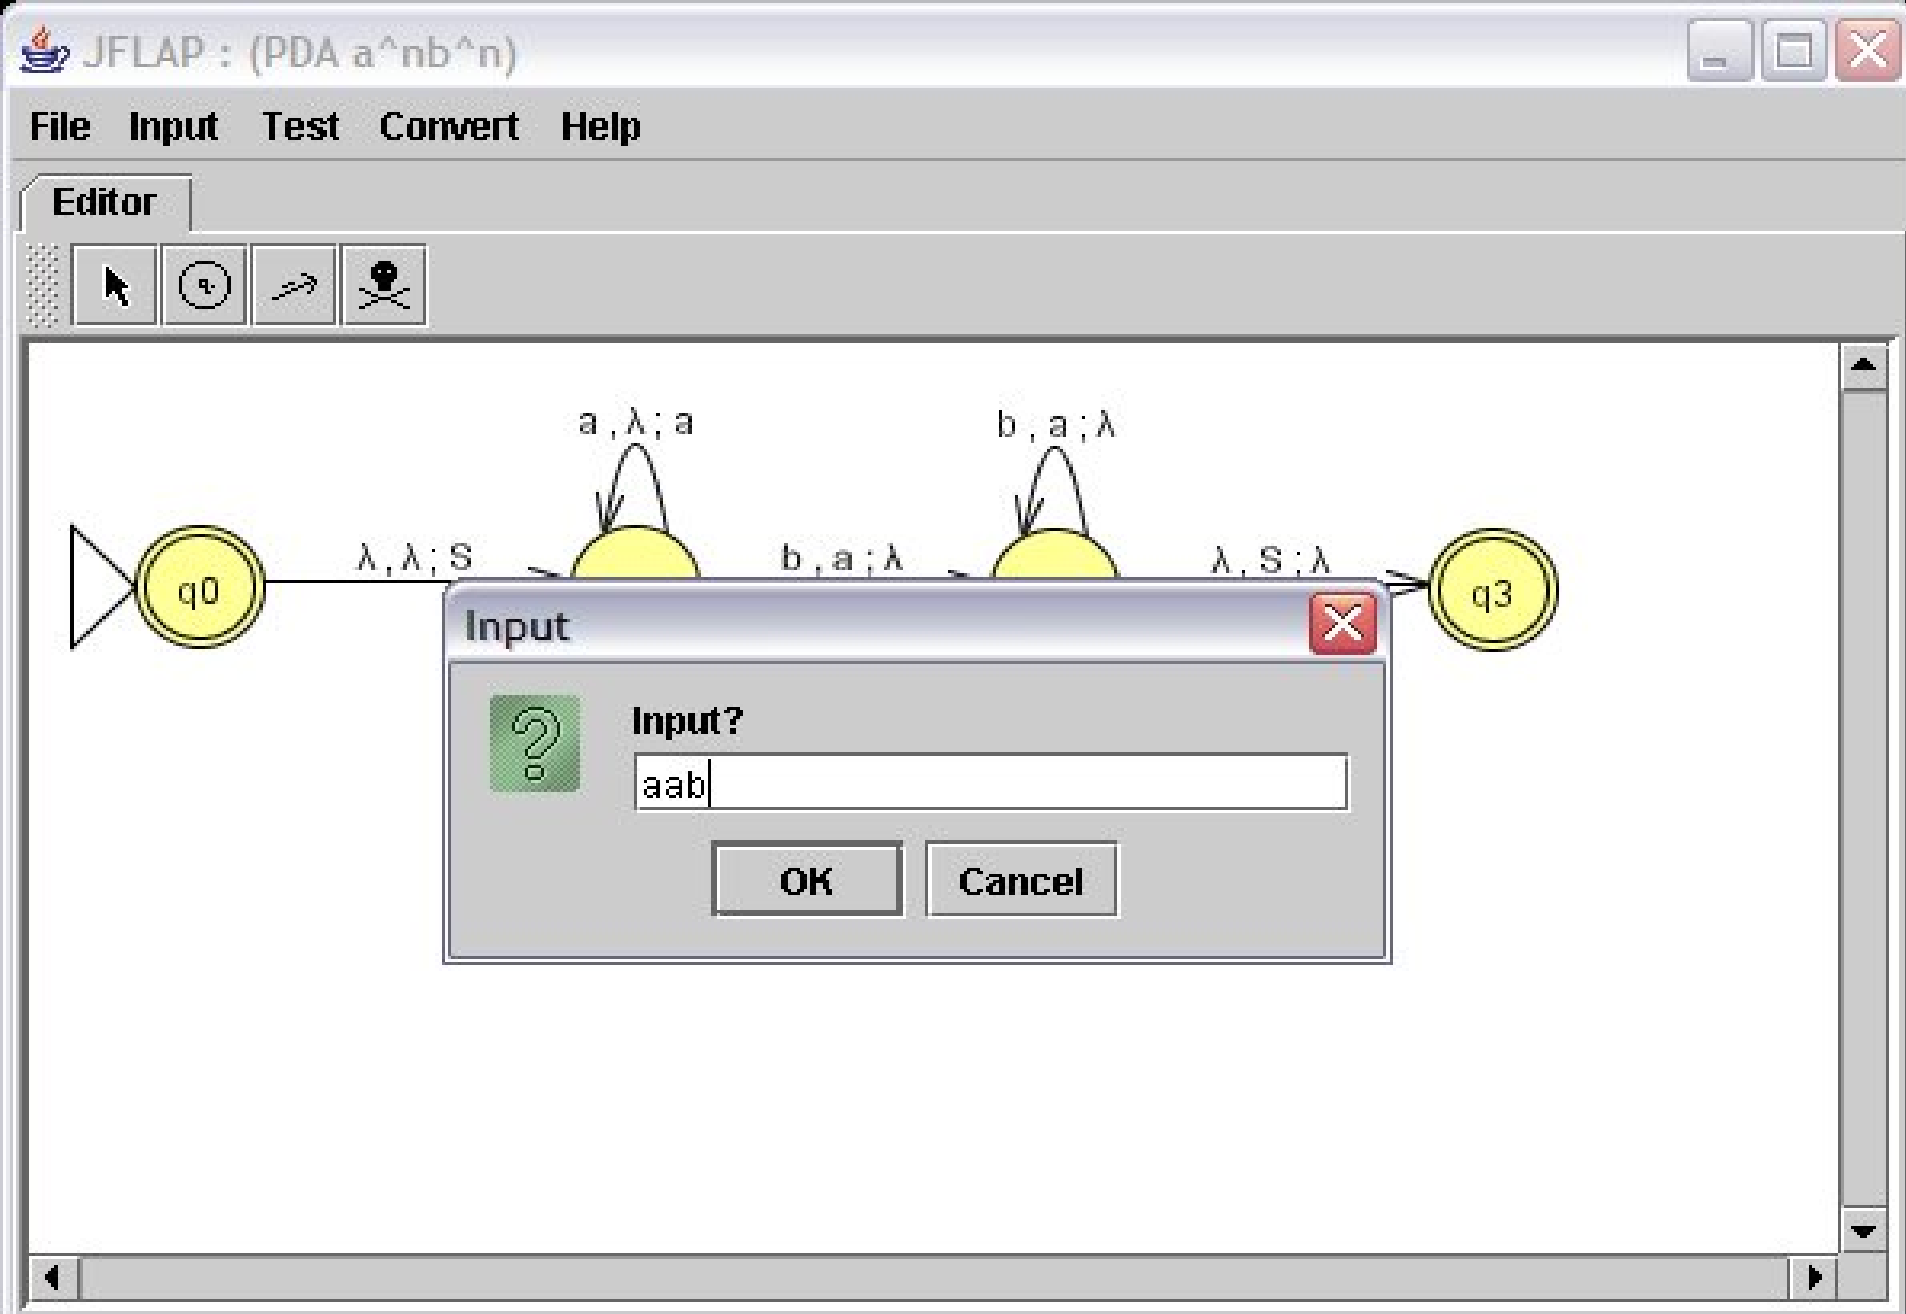 JFLAP : (PDA a^nb^n)
File Input Test Convert Help
Editor
q
a , λ ; a
b , a ; λ
λ , λ ; S
b , a ; λ
λ , S ; λ
q0
q3
Input
Input?
aab
OK Cancel